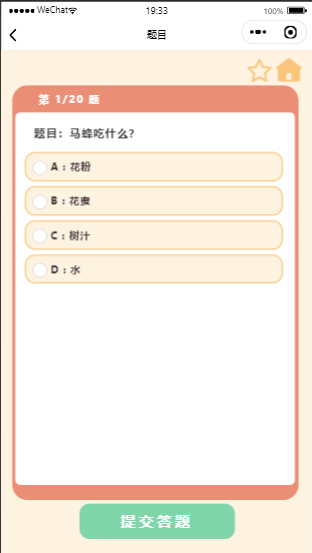 WeChat
19:33
100%
题目
第 1/20 题
题目：马蜂吃什么？
A：花粉
B：花蜜
C：树汁
D：水
提交答题